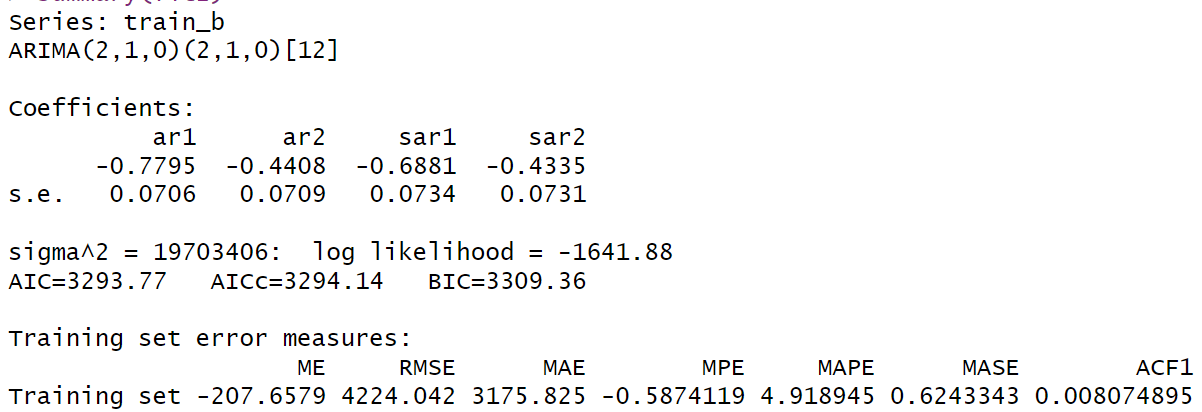 Series: train_b
ARIMA(2,1,0)(2,1,0)[12]
Coefficients:
ar1 ar2 sar1 sar2
-0.7795 -0.4408 -0.6881 -0.4335
s.e. 0.0706 0.0709 0.0734 0.0731
sigma^2 = 19703406: log likelihood = -1641.88
AIC=3293.77 AICc=3294.14 BIC=3309.36
Training set error measures:
ME RMSE MAE MPE MAPE MASE ACF1
Training set -207.6579 4224.042 3175.825 -0.5874119 4.918945 0.6243343 0.008074895